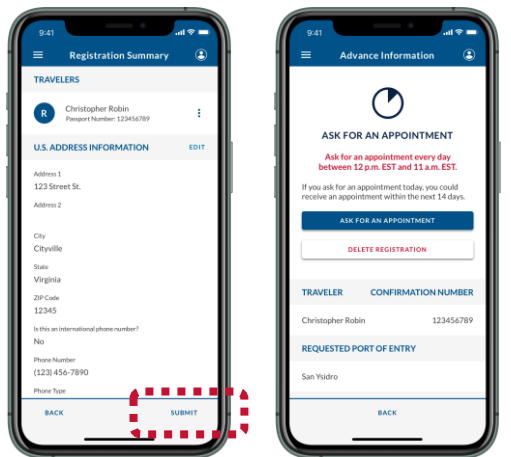 9:41
Registration Summary
TRAVELERS
R
Christopher Robin
Passport Number: 123456789
U.S. ADDRESS INFORMATION EDIT
Address 1
123 Street St.
Address 2
City
Cityville
State
Virginia
ZIP Code
12345
Is this an international phone number?
No
Phone Number
(123) 456-7890
Phone Type
BACK SUBMIT
9:41
Advance Information
ASK FOR AN APPOINTMENT
Ask for an appointment every day
between 12 p.m. EST and 11 a.m. EST.
If you ask for an appointment today, you could
receive an appointment within the next 14 days.
ASK FOR AN APPOINTMENT
DELETE REGISTRATION
TRAVELER CONFIRMATION NUMBER
Christopher Robin 123456789
REQUESTED PORT OF ENTRY
San Ysidro
BACK